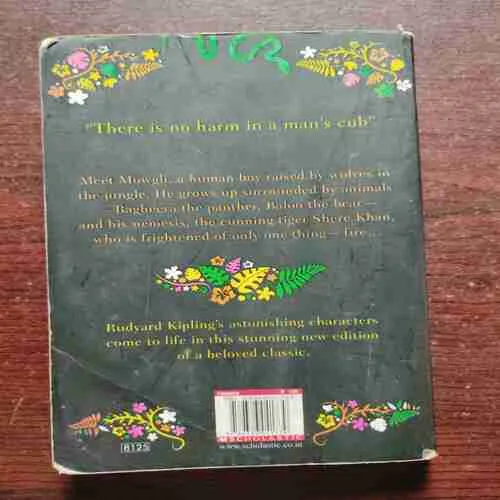 "There is no harm in a man's cub"
Meet Mowgli, a human boy raised by wolves in
the jungle. He grows up surrounded by animals
—Bagheera the panther, Baloo the bear—
and his nemesis, the cunning tiger Shere Khan,
who is frightened of only one thing—fire...
Rudyard Kipling's astonishing characters
come to life in this stunning new edition
of a beloved classic.
SCHOLASTIC
www.scholastic.co.in
8125